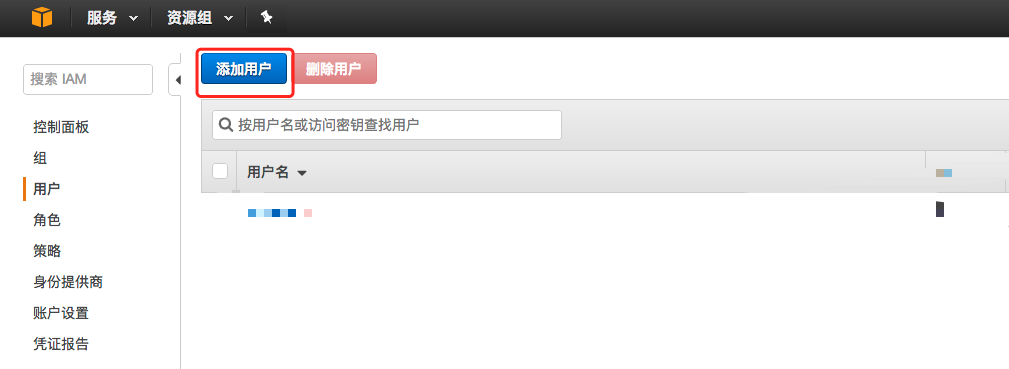 服务 资源组
搜索 IAM
添加用户 删除用户
控制面板
按用户名或访问密钥查找用户
组
用户名
用户
角色
策略
身份提供商
账户设置
凭证报告